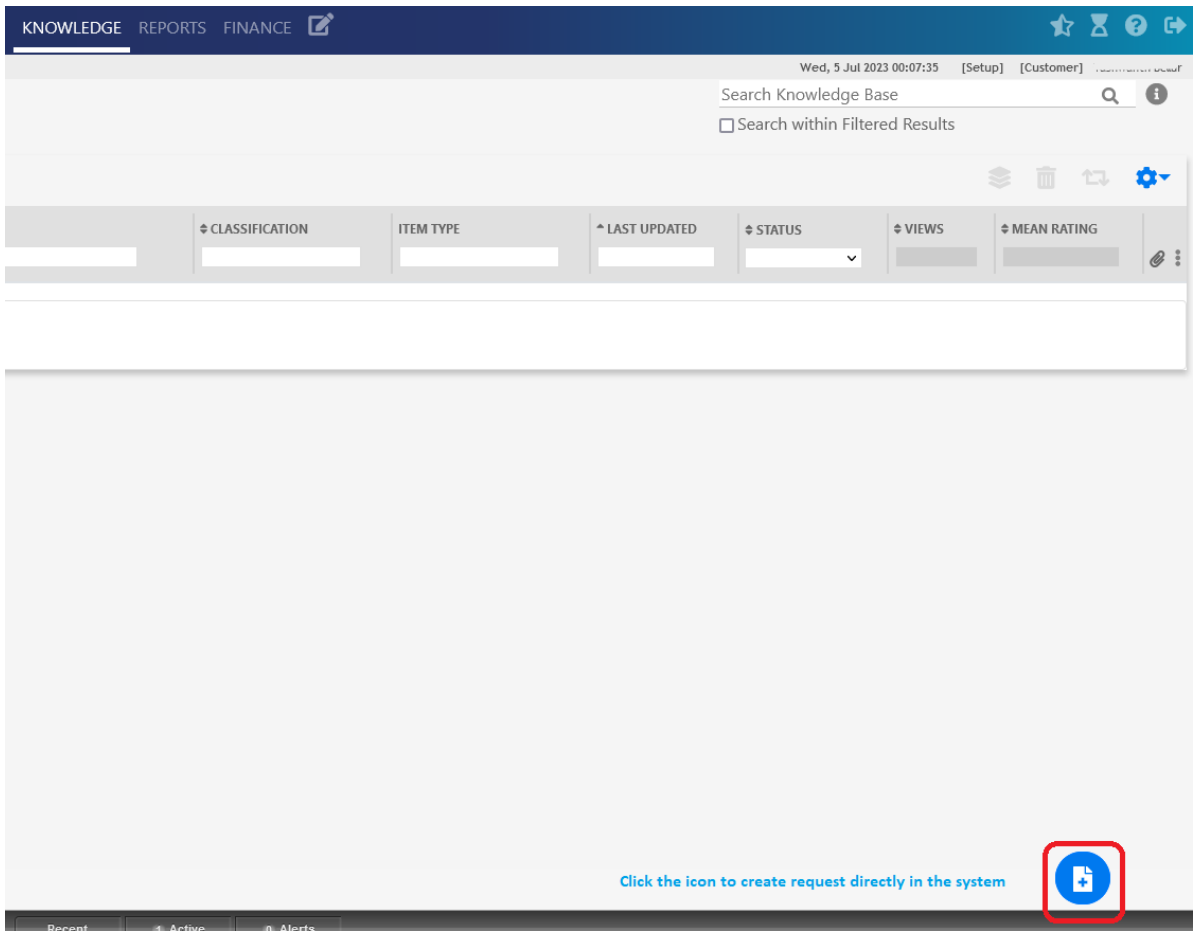 KNOWLEDGE REPORTS FINANCE
Wed, 5 Jul 2023 00:07:35 [Setup] [Customer]
Search Knowledge Base
Search within Filtered Results
CLASSIFICATION ITEM TYPE LAST UPDATED STATUS VIEWS MEAN RATING
Click the icon to create request directly in the system
Recent 1 Active 0 Alerts